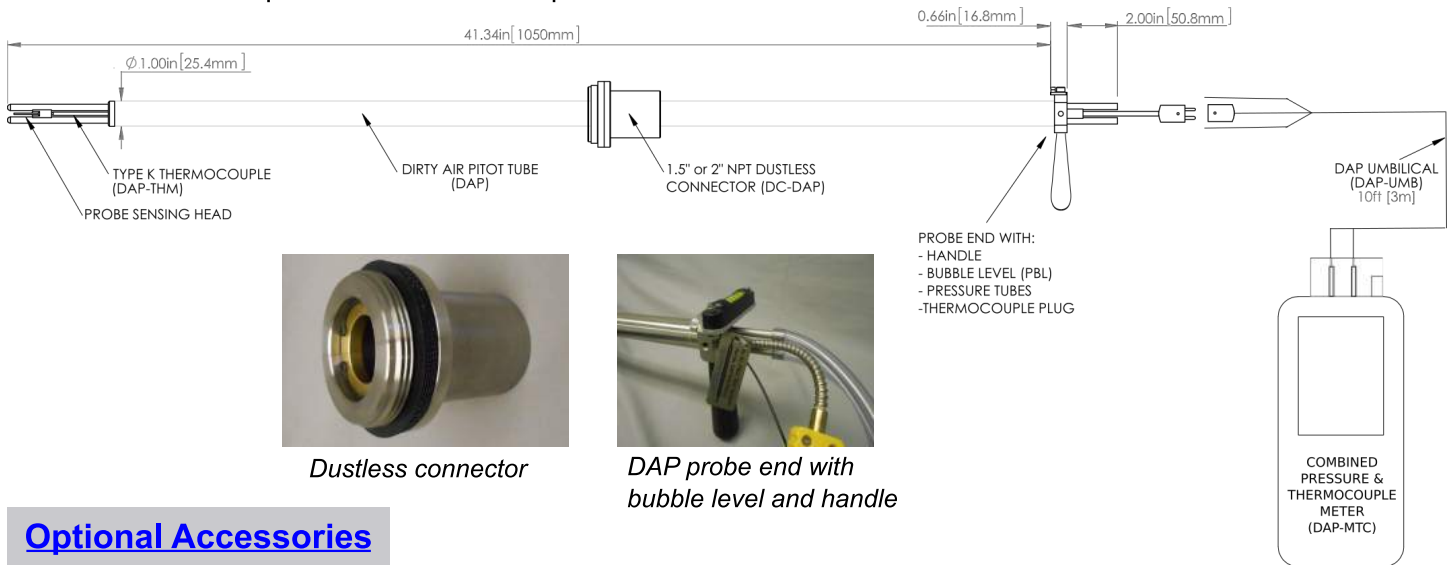 0.66in[16.8mm]
2.00in[50.8mm]
41.34in[1050mm]
Ø1.00in[25.4mm]
TYPE K THERMOCOUPLE
(DAP-THM)
PROBE SENSING HEAD
DIRTY AIR PITOT TUBE
(DAP)
1.5" or 2" NPT DUSTLESS
CONNECTOR (DC-DAP)
DAP UMBILICAL
(DAP-UMB)
10ft [3m]
PROBE END WITH:
- HANDLE
- BUBBLE LEVEL (PBL)
- PRESSURE TUBES
-THERMOCOUPLE PLUG
Dustless connector
DAP probe end with
bubble level and handle
COMBINED
PRESSURE &
THERMOCOUPLE
METER
(DAP-MTC)
Optional Accessories